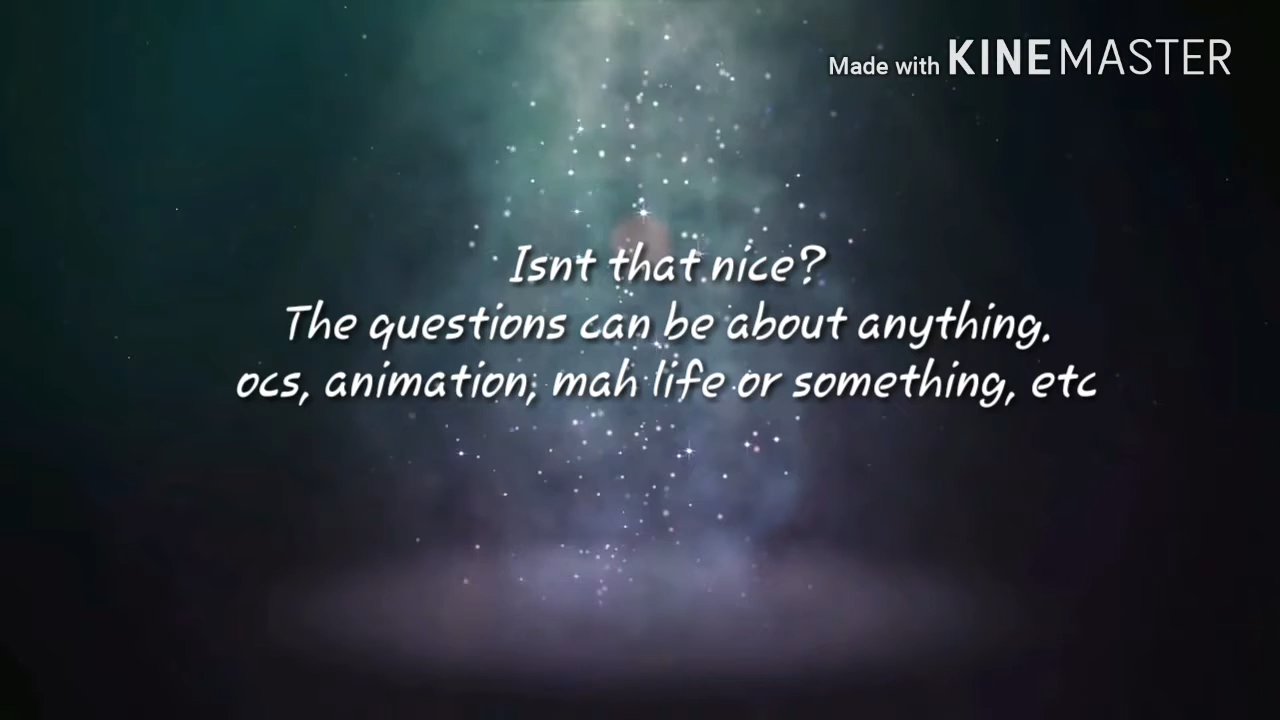 Made with KINEMASTER
Isnt that nice?
The questions can be about anything.
ocs, animation, mah life or something, etc